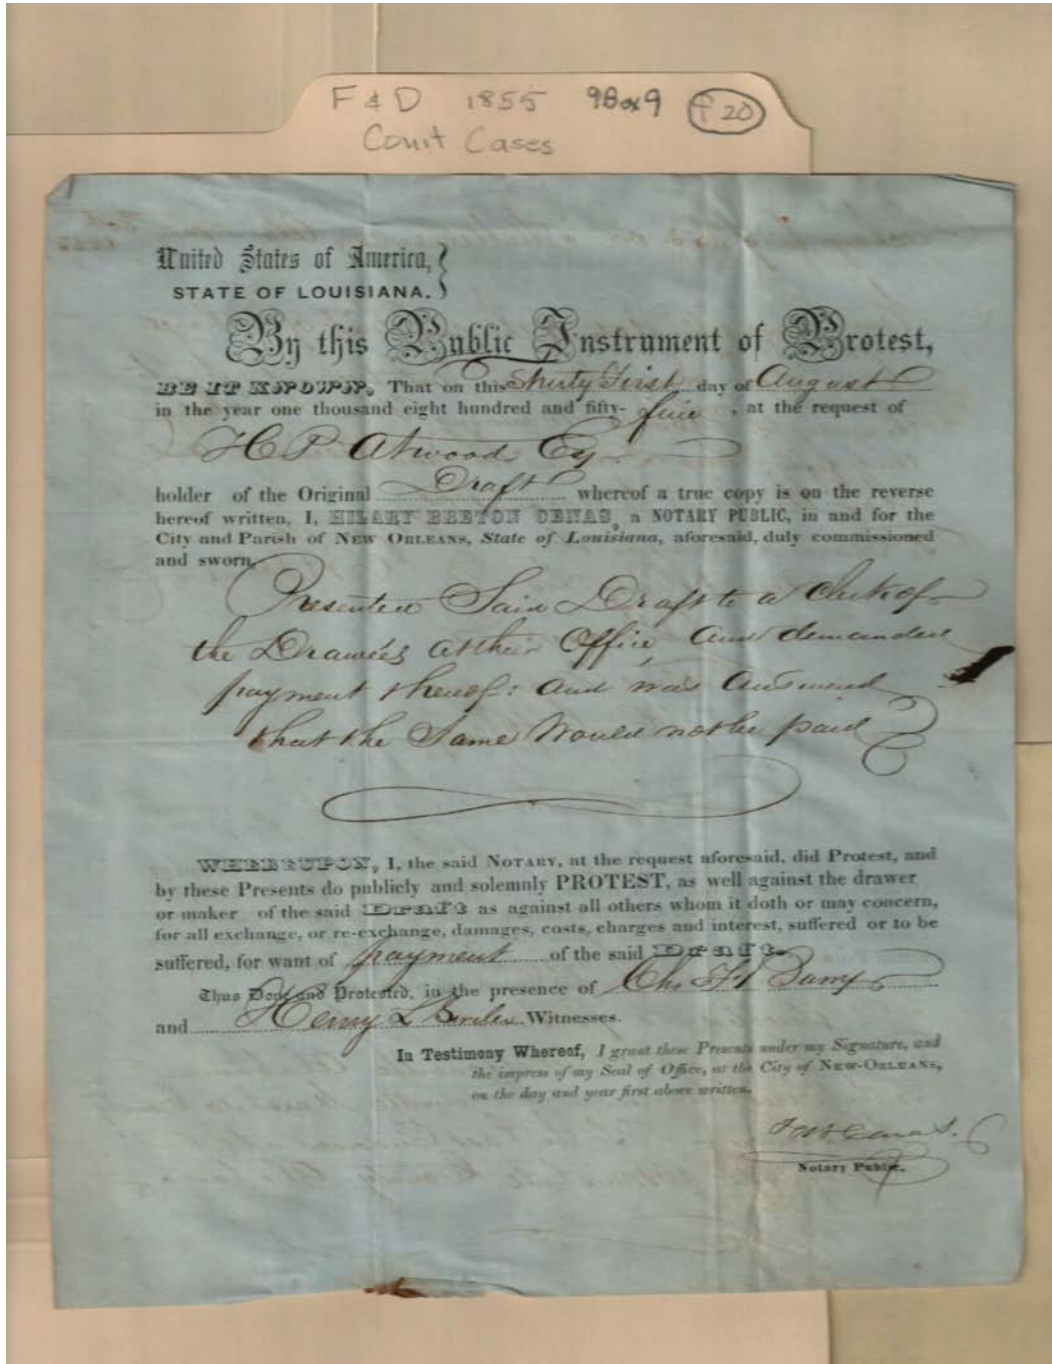 F & D 1855 9Box9 F 20
Court Cases
United States of America,
STATE OF LOUISIANA.
By this Public Instrument of Protest,
BE IT KNOWN, That on this Thirty First day of August
in the year one thousand eight hundred and fifty- five , at the request of
H P Atwood Esq
holder of the Original Draft whereof a true copy is on the reverse
hereof written, I, HILARY BRETON CENAS, a NOTARY PUBLIC, in and for the
City and Parish of NEW ORLEANS, State of Louisiana, aforesaid, duly commissioned
and sworn,
Presented Said Draft to a Clerk of
the Drawees at their Office, and demanded
payment thereof: and was answered
that the Same Would not be paid
WHEREUPON, I, the said NOTARY, at the request aforesaid, did Protest, and
by these Presents do publicly and solemnly PROTEST, as well against the drawer
or maker of the said Draft as against all others whom it doth or may concern,
for all exchange, or re-exchange, damages, costs, charges and interest, suffered or to be
suffered, for want of payment of the said Draft.
Thus Done and Protested, in the presence of Chs
and Henry L Witnesses.
In Testimony Whereof, I grant these Presents under my Signature, and
the impress of my Seal of Office, at the City of NEW-ORLEANS,
on the day and year first above written.
Cenas.
Notary Public.